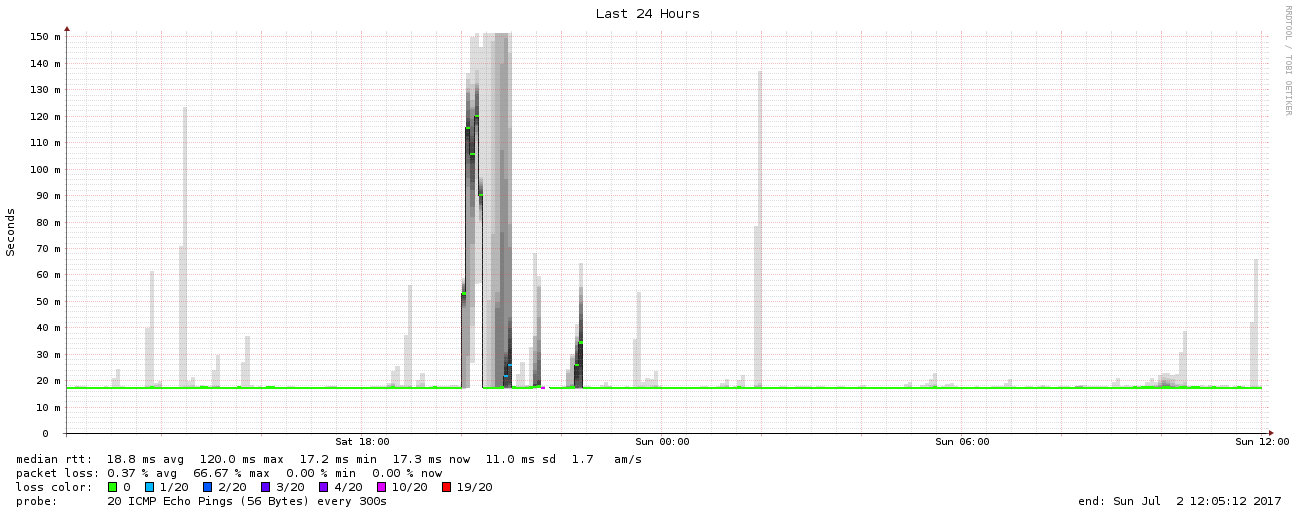 Last 24 Hours
RRDTOOL / TOBI OETIKER
Seconds
150 m
140 m
130 m
120 m
110 m
100 m
90 m
80 m
70 m
60 m
50 m
40 m
30 m
20 m
10 m
0
Sat 18:00 Sun 00:00 Sun 06:00 Sun 12:00
median rtt: 18.8 ms avg 120.0 ms max 17.2 ms min 17.3 ms now 11.0 ms sd 1.7 am/s
packet loss: 0.37 % avg 66.67 % max 0.00 % min 0.00 % now
loss color: 0 1/20 2/20 3/20 4/20 10/20 19/20
probe: 20 ICMP Echo Pings (56 Bytes) every 300s end: Sun Jul 2 12:05:12 2017